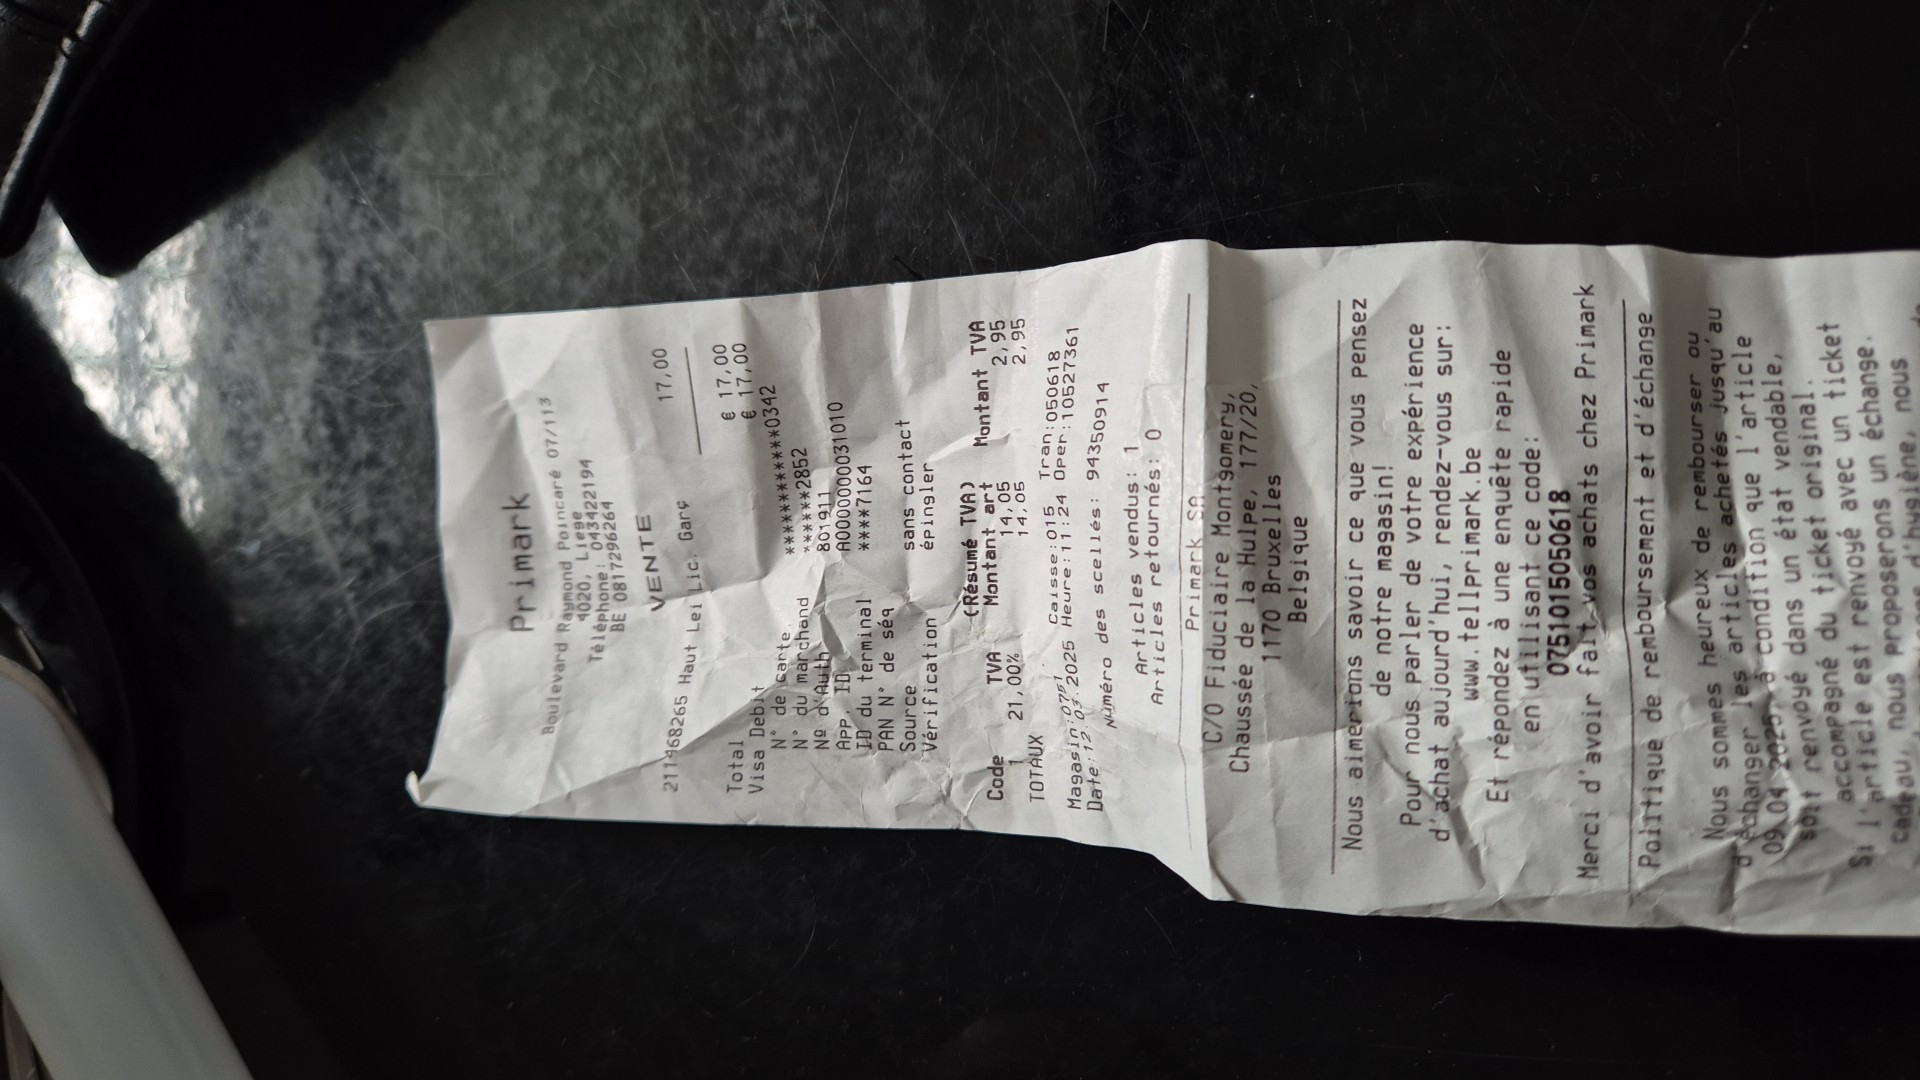 Primark
Boulevard Raymond Poincaré 07/113
4020, Liege
Téléphone: 043422194
BE 0817296264
VENTE
211468265 Haut Lei Lic. Garç 17,00
Total € 17,00
Visa Debit € 17,00
N° de carte ************0342
N° du marchand ******2852
Nº d'Auth 801911
App. ID A0000000031010
ID du terminal ****7164
PAN N° de séq
Source sans contact
Vérification épingler
(Résumé TVA)
Code TVA Montant art Montant TVA
1 21,00% 14,05 2,95
TOTAUX 14,05 2,95
Magasin:0751 Caisse:015 Tran:050618
Date:12.03.2025 Heure:11:24 Oper:10527361
Numéro des scellés: 94350914
Articles vendus: 1
Articles retournés: 0
Primark SA
C/O Fiduciaire Montgomery,
Chaussée de la Hulpe, 177/20,
1170 Bruxelles
Belgique
Nous aimerions savoir ce que vous pensez
de notre magasin!
Pour nous parler de votre expérience
d'achat aujourd'hui, rendez-vous sur:
www.tellprimark.be
Et répondez à une enquête rapide
en utilisant ce code:
0751015050618
Merci d'avoir fait vos achats chez Primark
Politique de remboursement et d'échange
Nous sommes heureux de rembourser ou
d'échanger les articles achetés jusqu'au
09.04.2025, à condition que l'article
soit renvoyé dans un état vendable,
accompagné du ticket original.
Si l'article est renvoyé avec un ticket
cadeau, nous proposerons un échange.
d'hygiène, nous